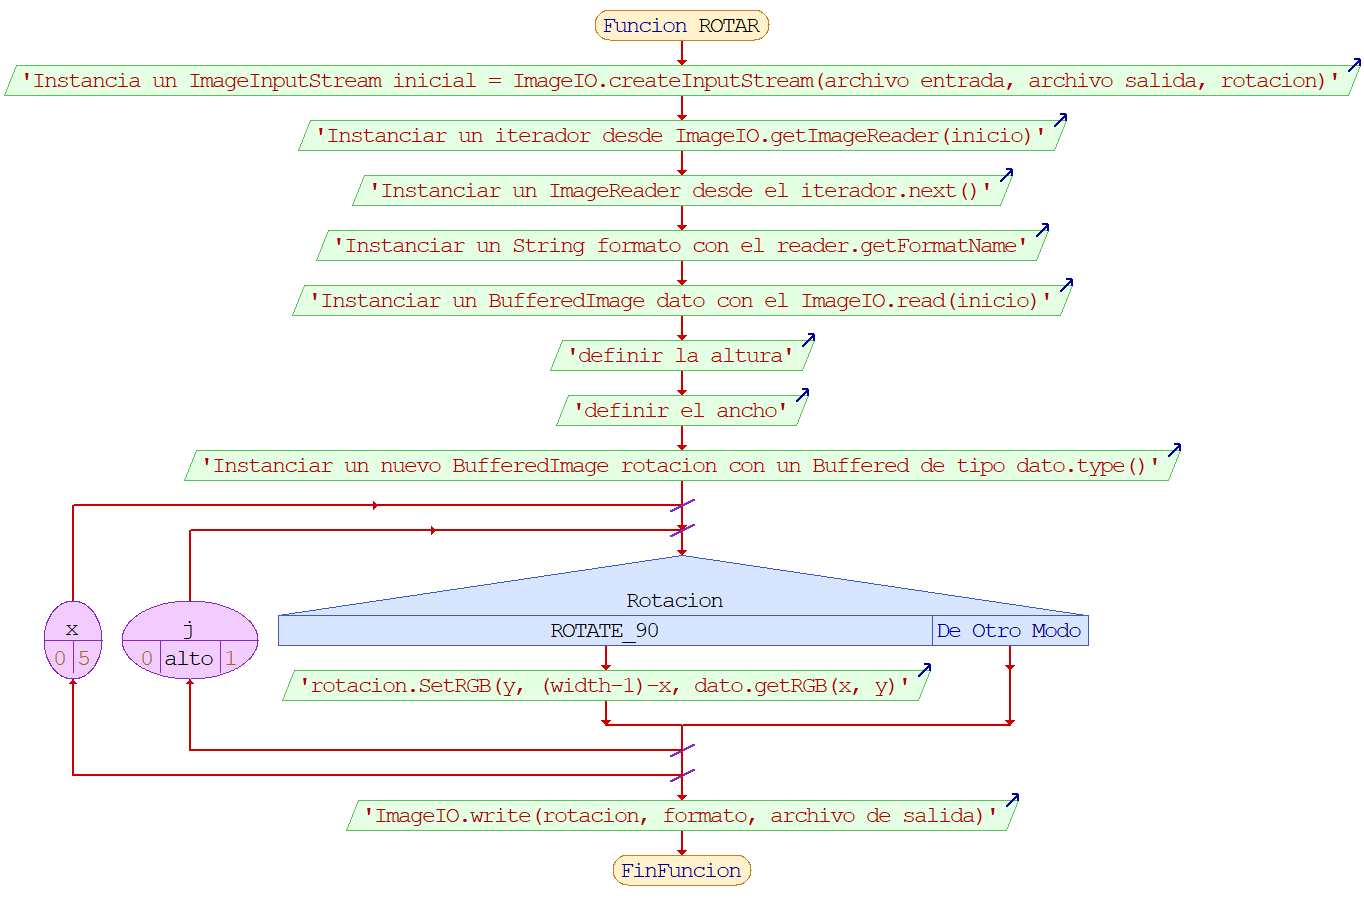 Funcion ROTAR
'Instancia un ImageInputStream inicial = ImageIO.createInputStream(archivo entrada, archivo salida, rotacion)'
'Instanciar un iterador desde ImageIO.getImageReader(inicio)'
'Instanciar un ImageReader desde el iterador.next()'
'Instanciar un String formato con el reader.getFormatName'
'Instanciar un BufferedImage dato con el ImageIO.read(inicio)'
'definir la altura'
'definir el ancho'
'Instanciar un nuevo BufferedImage rotacion con un Buffered de tipo dato.type()'
x
0 5
j
0 alto 1
Rotacion
ROTATE_90
De Otro Modo
'rotacion.SetRGB(y, (width-1)-x, dato.getRGB(x, y)'
'ImageIO.write(rotacion, formato, archivo de salida)'
FinFuncion